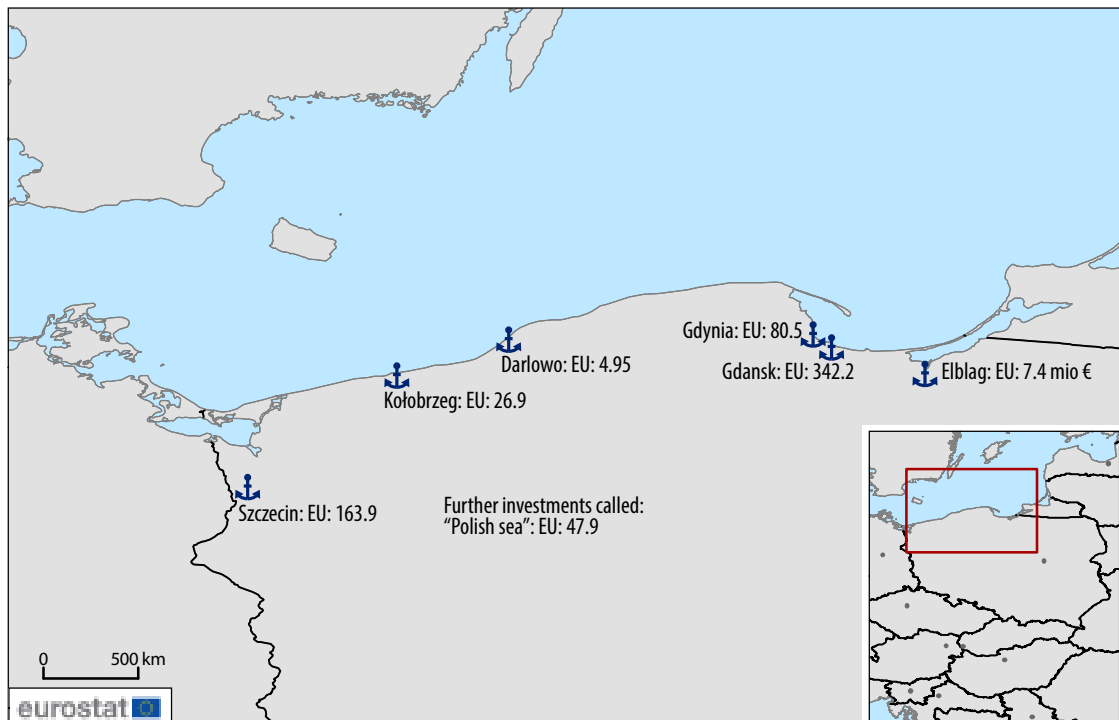 Gdynia: EU: 80.5
Darlowo: EU: 4.95
Gdansk: EU: 342.2
Elblag: EU: 7.4 mio €
Kołobrzeg: EU: 26.9
Szczecin: EU: 163.9
Further investments called:
“Polish sea”: EU: 47.9
0 500 km
eurostat